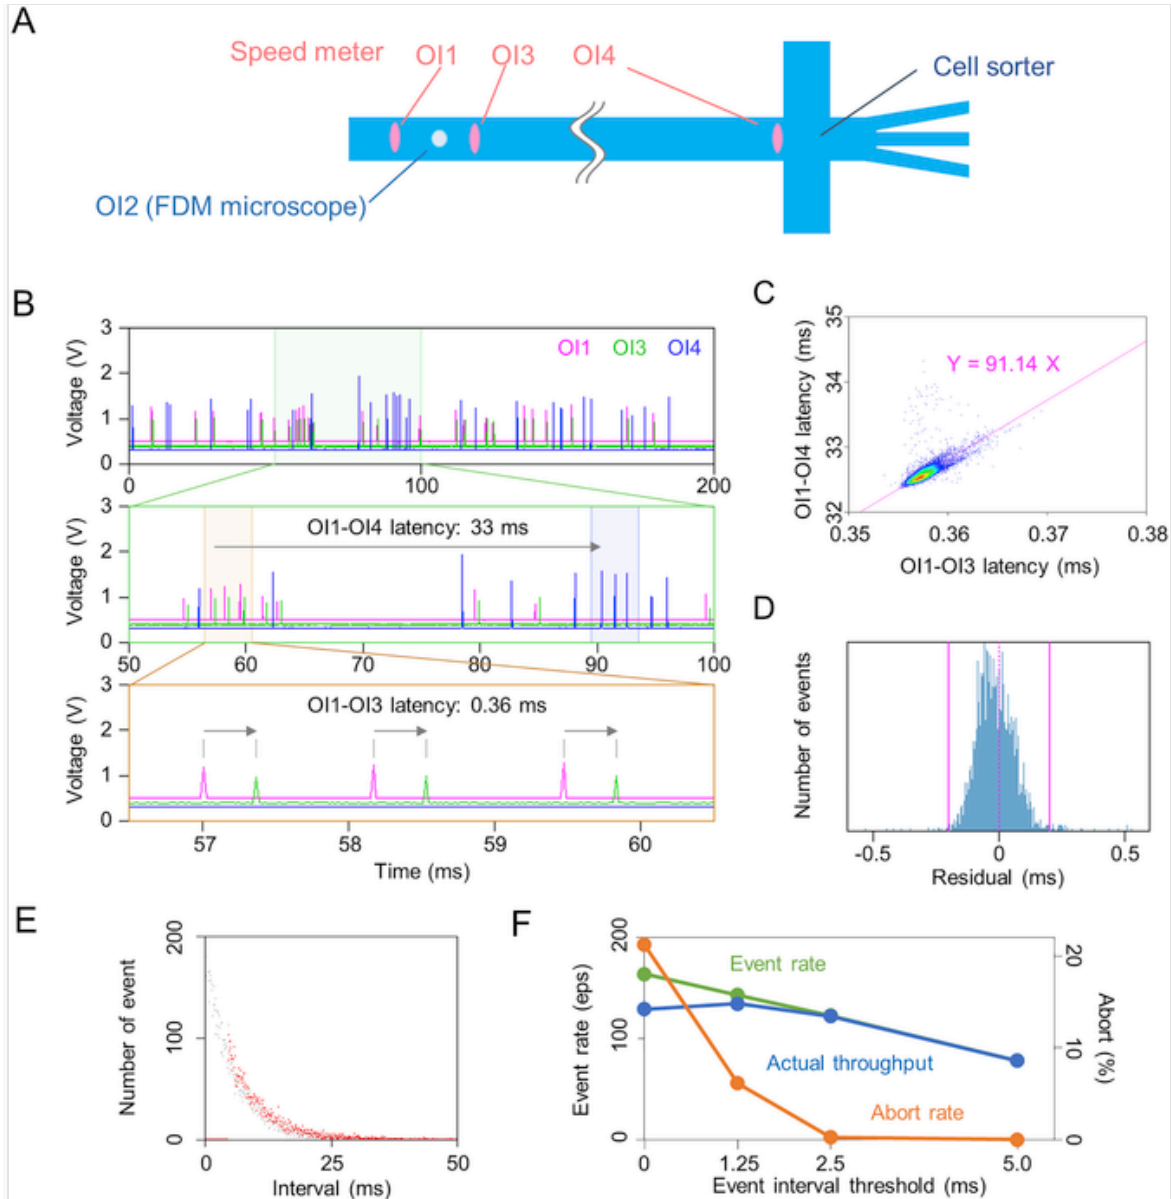 A
Speed meter OI1 OI3 OI4
Cell sorter
OI2 (FDM microscope)
B
Voltage (V)
3
2
1
0
OI1 OI3 OI4
0 100 200
Voltage (V)
3
2
1
0
OI1-OI4 latency: 33 ms
50 60 70 80 90 100
Voltage (V)
3
2
1
0
OI1-OI3 latency: 0.36 ms
57 58 59 60
Time (ms)
C
OI1-OI4 latency (ms)
35
34
33
32
Y = 91.14 X
0.35 0.36 0.37 0.38
OI1-OI3 latency (ms)
D
Number of events
-0.5 0 0.5
Residual (ms)
E
Number of event
200
100
0
0 25 50
Interval (ms)
F
Event rate (eps)
200
100
0
Event rate
Actual throughput
Abort rate
20
10
0
Abort (%)
0 1.25 2.5 5.0
Event interval threshold (ms)